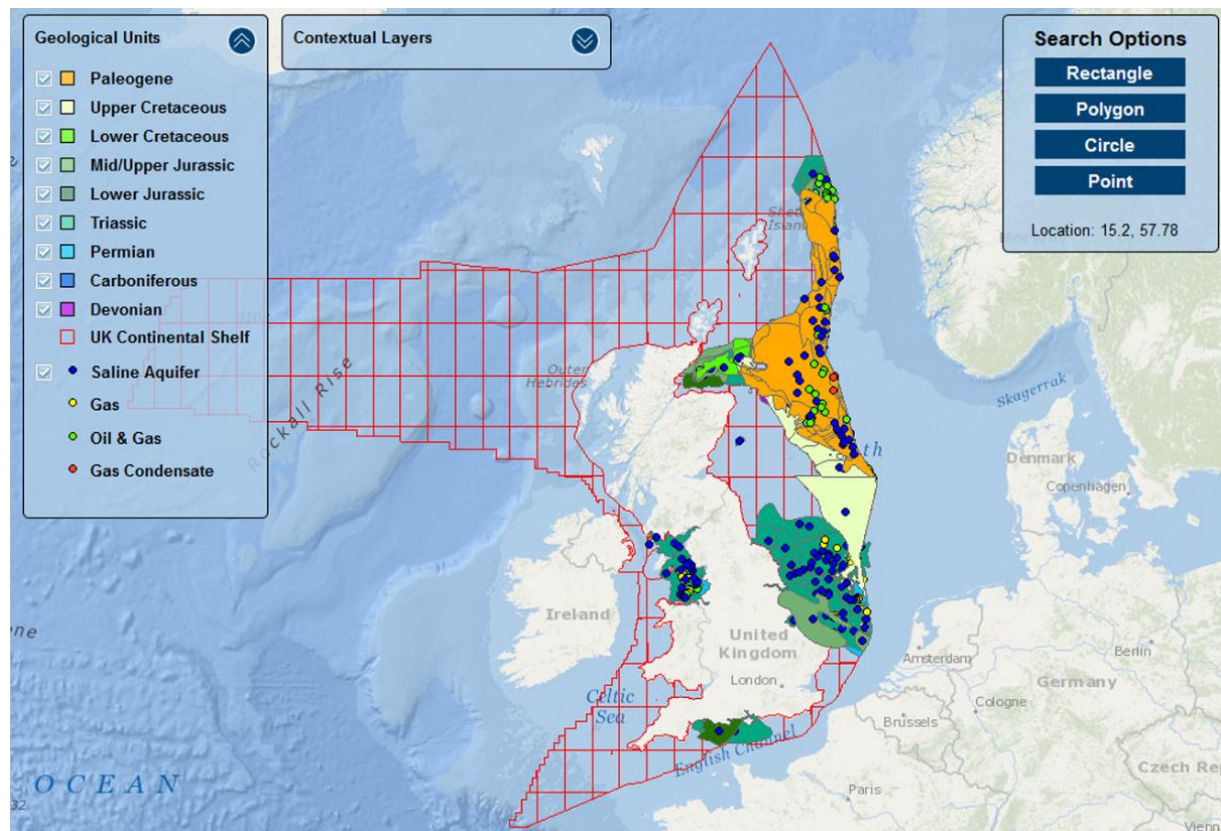 Geological Units
Paleogene
Upper Cretaceous
Lower Cretaceous
Mid/Upper Jurassic
Lower Jurassic
Triassic
Permian
Carboniferous
Devonian
UK Continental Shelf
Saline Aquifer
Gas
Oil & Gas
Gas Condensate
Contextual Layers
Search Options
Rectangle
Polygon
Circle
Point
Location: 15.2, 57.78
Outer
Hebrides
Rockall Rise
Skagerrak
Denmark
Copenhagen
Ireland
United
Kingdom
London
Celtic
Sea
English Channel
Amsterdam
Berlin
Germany
Cologne
Brussels
Paris
OCEAN